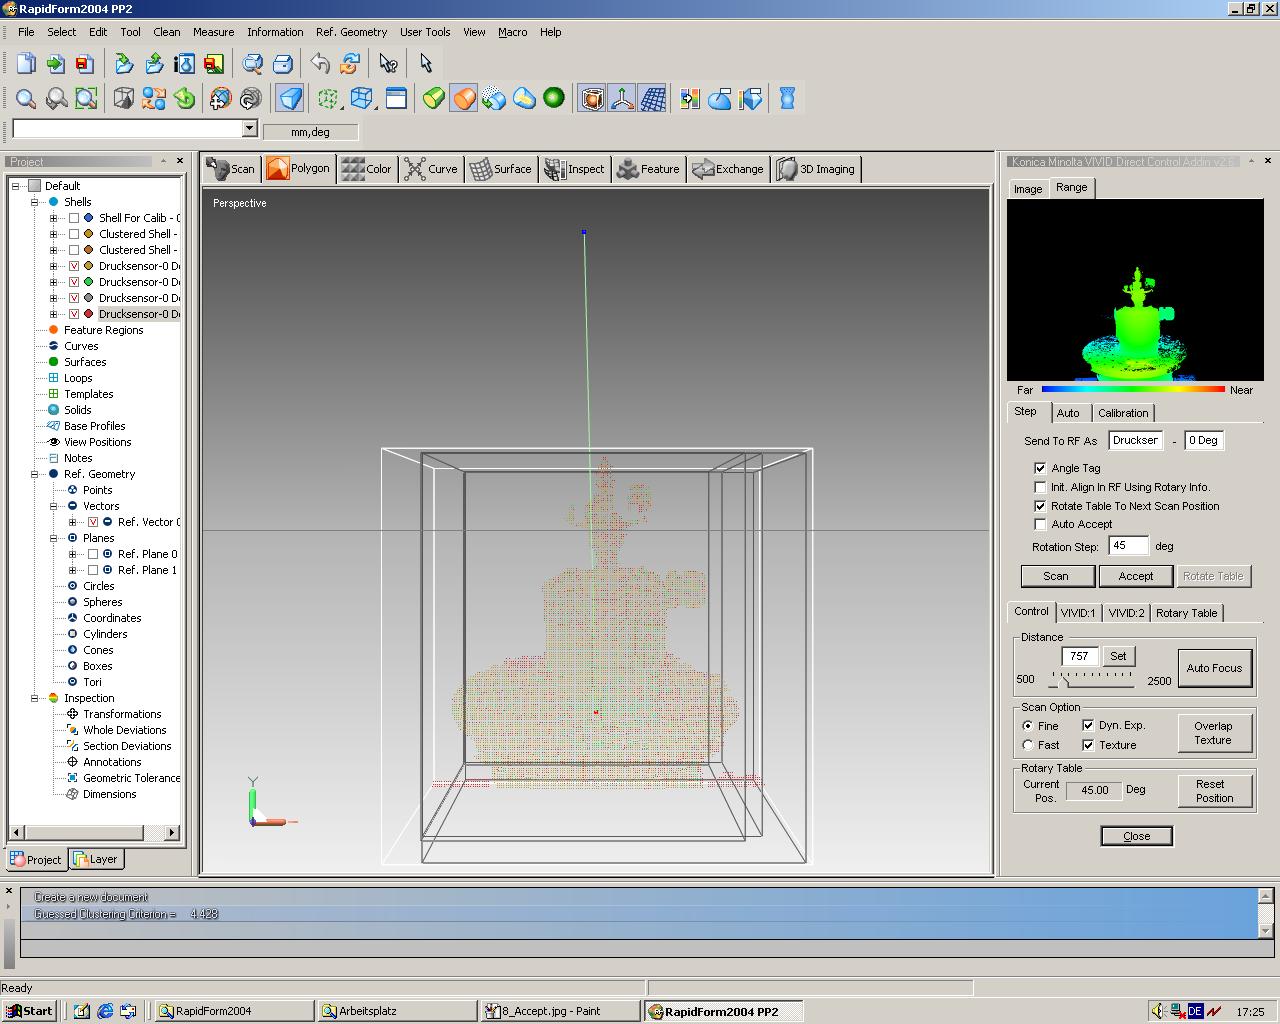 RapidForm2004 PP2
File Select Edit Tool Clean Measure Information Ref. Geometry User Tools View Macro Help
mm,deg
Project
Default
Shells
Shell For Calib - 0
Clustered Shell -
Clustered Shell -
Drucksensor-0 De
Drucksensor-0 De
Drucksensor-0 De
Drucksensor-0 De
Feature Regions
Curves
Surfaces
Loops
Templates
Solids
Base Profiles
View Positions
Notes
Ref. Geometry
Points
Vectors
Ref. Vector 0
Planes
Ref. Plane 0
Ref. Plane 1
Circles
Spheres
Coordinates
Cylinders
Cones
Boxes
Tori
Inspection
Transformations
Whole Deviations
Section Deviations
Annotations
Geometric Tolerance
Dimensions
Project Layer
Scan Polygon Color Curve Surface Inspect Feature Exchange 3D Imaging
Perspective
Y
Konica Minolta VIVID Direct Control Addin v2.6
Image Range
Far Near
Step Auto Calibration
Send To RF As Drucksen - 0 Deg
Angle Tag
Init. Align In RF Using Rotary Info.
Rotate Table To Next Scan Position
Auto Accept
Rotation Step: 45 deg
Scan Accept Rotate Table
Control VIVID:1 VIVID:2 Rotary Table
Distance
757 Set
500 2500
Auto Focus
Scan Option
Fine Dyn. Exp.
Fast Texture
Overlap Texture
Rotary Table
Current Pos. 45.00 Deg
Reset Position
Close
Create a new document
Guessed Clustering Criterion = 4.428
Ready
Start RapidForm2004 Arbeitsplatz 8_Accept.jpg - Paint RapidForm2004 PP2 DE 17:25